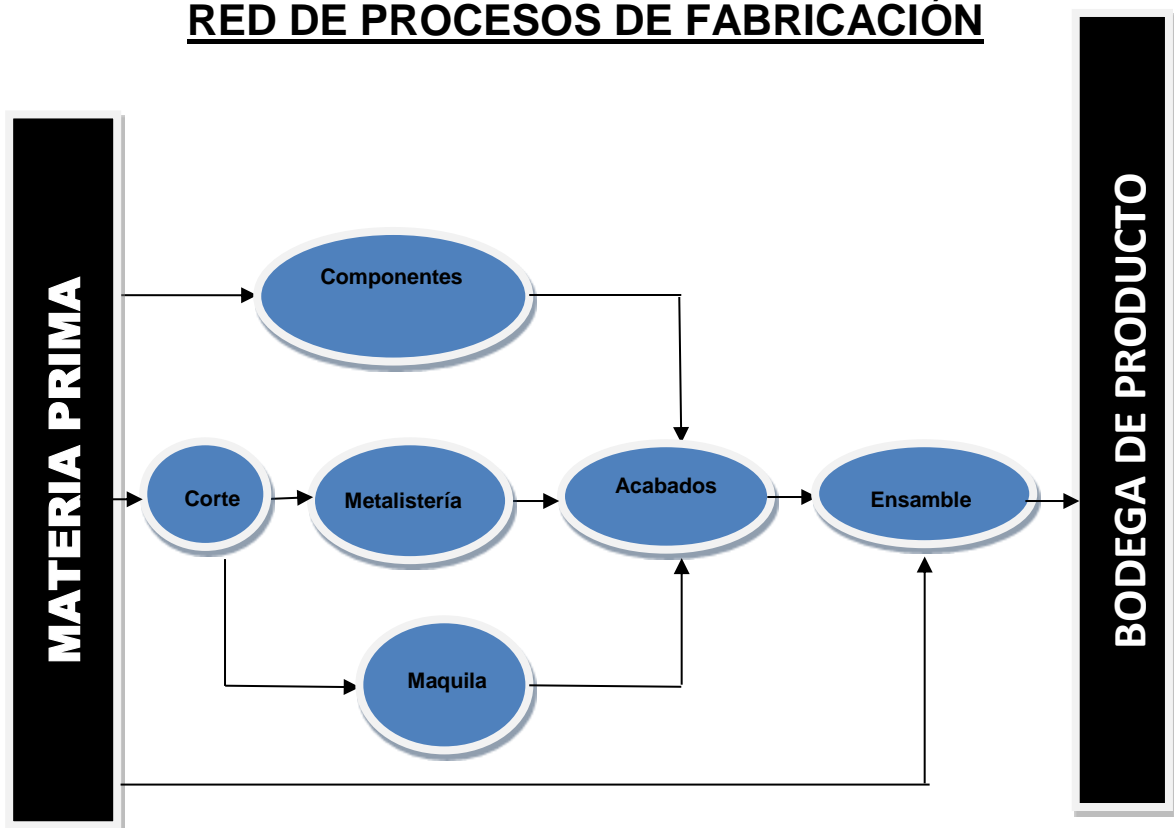 RED DE PROCESOS DE FABRICACIÓN
MATERIA PRIMA
Componentes
Corte
Metalistería
Acabados
Ensamble
Maquila
BODEGA DE PRODUCTO